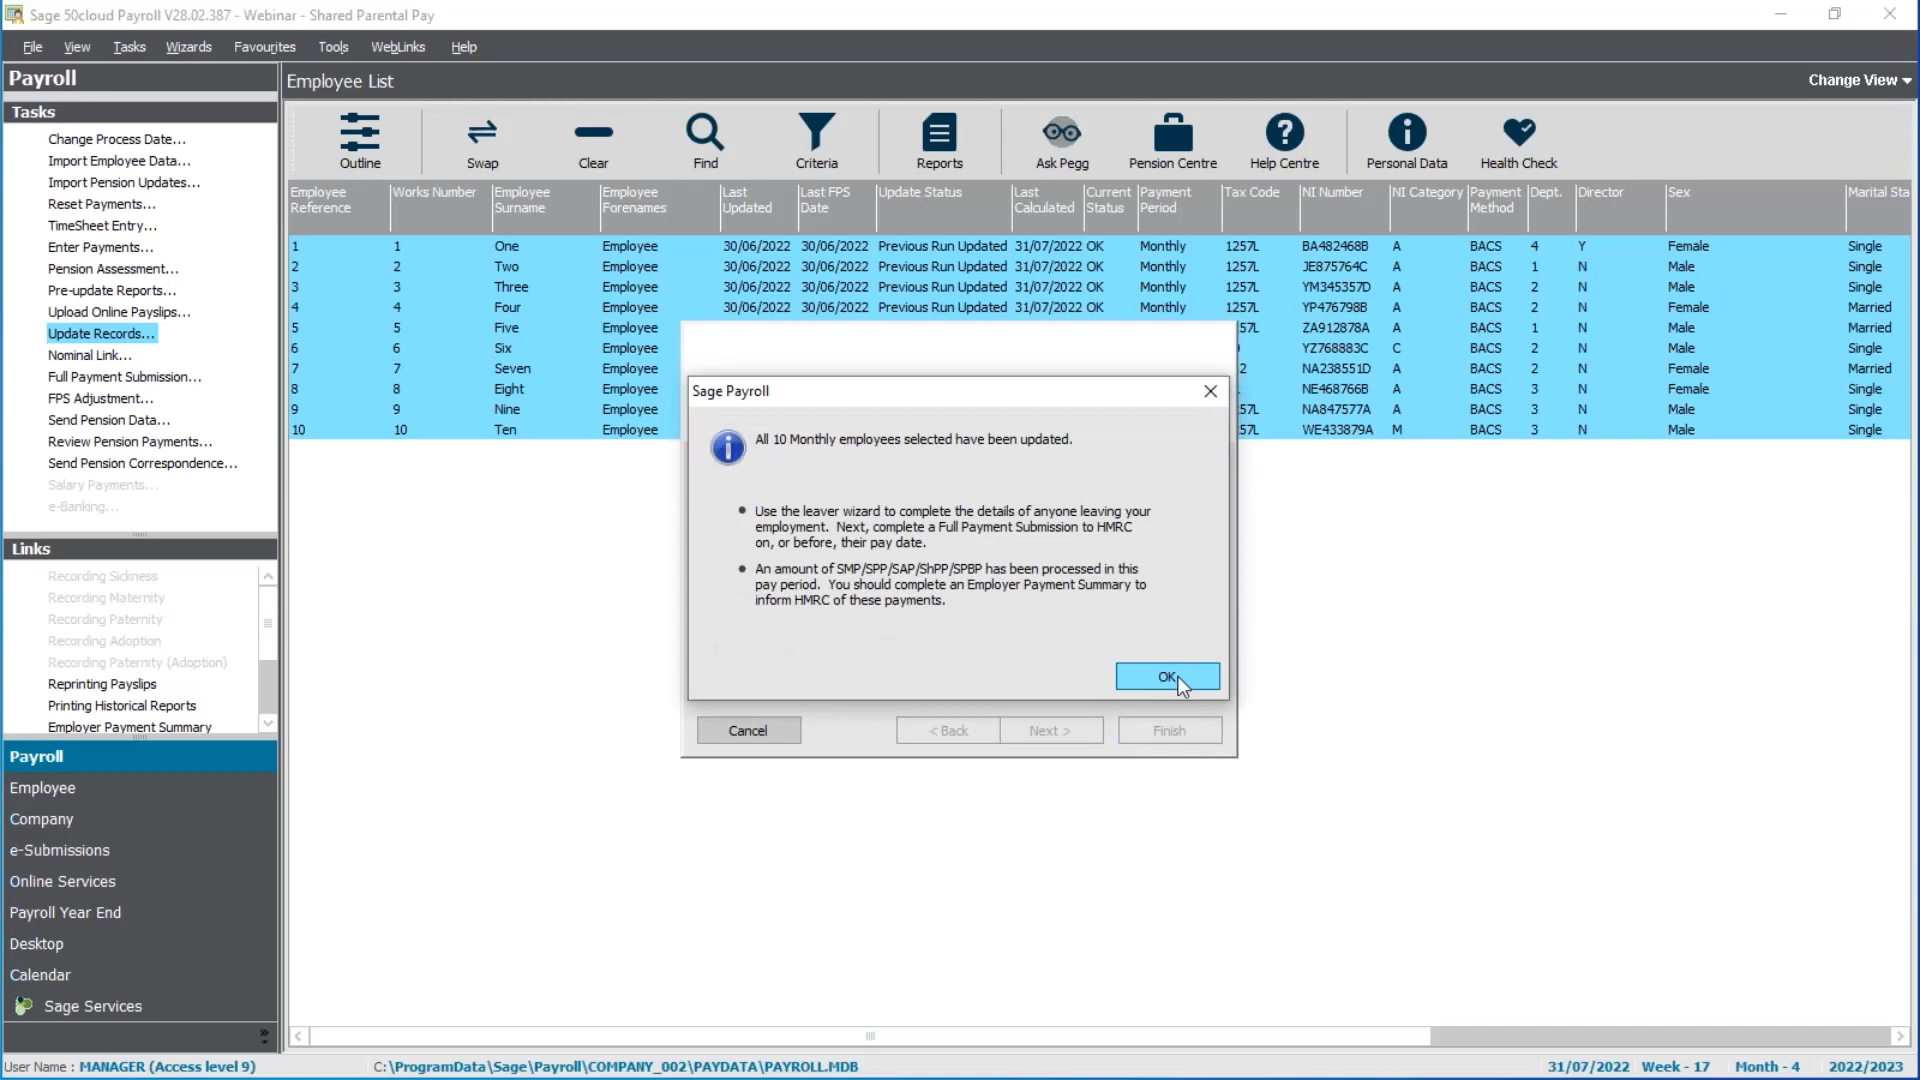 Sage 50cloud Payroll V28.02.387 - Webinar - Shared Parental Pay
File View Tasks Wizards Favourites Tools WebLinks Help
Payroll
Employee List
Change View
Tasks
Change Process Date...
Import Employee Data...
Import Pension Updates...
Reset Payments...
TimeSheet Entry...
Enter Payments...
Pension Assessment...
Pre-update Reports...
Upload Online Payslips...
Update Records...
Nominal Link...
Full Payment Submission...
FPS Adjustment...
Send Pension Data...
Review Pension Payments...
Send Pension Correspondence...
Salary Payments...
e-Banking...
Links
Recording Sickness
Recording Maternity
Recording Paternity
Recording Adoption
Recording Paternity (Adoption)
Reprinting Payslips
Printing Historical Reports
Employer Payment Summary
Payroll
Employee
Company
e-Submissions
Online Services
Payroll Year End
Desktop
Calendar
Sage Services
Outline Swap Clear Find Criteria Reports Ask Pegg Pension Centre Help Centre Personal Data Health Check
Employee Reference Works Number Employee Surname Employee Forenames Last Updated Last FPS Date Update Status Last Calculated Current Status Payment Period Tax Code NI Number NI Category Payment Method Dept. Director Sex Marital Sta
1 1 One Employee 30/06/2022 30/06/2022 Previous Run Updated 31/07/2022 OK Monthly 1257L BA482468B A BACS 4 Y Female Single
2 2 Two Employee 30/06/2022 30/06/2022 Previous Run Updated 31/07/2022 OK Monthly 1257L JE875764C A BACS 1 N Male Single
3 3 Three Employee 30/06/2022 30/06/2022 Previous Run Updated 31/07/2022 OK Monthly 1257L YM345357D A BACS 2 N Male Single
4 4 Four Employee 30/06/2022 30/06/2022 Previous Run Updated 31/07/2022 OK Monthly 1257L YP476798B A BACS 2 N Female Married
5 5 Five Employee 57L ZA912878A A BACS 1 N Male Married
6 6 Six Employee YZ768883C C BACS 2 N Male Single
7 7 Seven Employee 2 NA238551D A BACS 2 N Female Married
8 8 Eight Employee NE468766B A BACS 3 N Female Single
9 9 Nine Employee 57L NA847577A A BACS 3 N Male Single
10 10 Ten Employee 57L WE433879A M BACS 3 N Male Single
Sage Payroll
All 10 Monthly employees selected have been updated.
• Use the leaver wizard to complete the details of anyone leaving your
employment. Next, complete a Full Payment Submission to HMRC
on, or before, their pay date.
• An amount of SMP/SPP/SAP/ShPP/SPBP has been processed in this
pay period. You should complete an Employer Payment Summary to
inform HMRC of these payments.
OK
Cancel < Back Next > Finish
User Name : MANAGER (Access level 9) C:\ProgramData\Sage\Payroll\COMPANY_002\PAYDATA\PAYROLL.MDB 31/07/2022 Week - 17 Month - 4 2022/2023